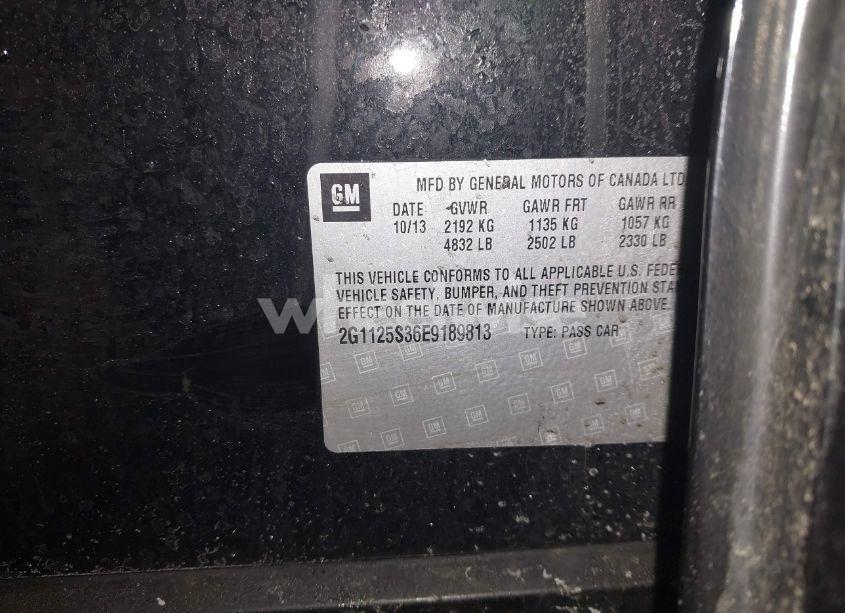 GM
MFD BY GENERAL MOTORS OF CANADA LTD.
DATE GVWR GAWR FRT GAWR RR
10/13 2192 KG 1135 KG 1057 KG
4832 LB 2502 LB 2330 LB
THIS VEHICLE CONFORMS TO ALL APPLICABLE U.S. FEDER
VEHICLE SAFETY, BUMPER, AND THEFT PREVENTION STA
EFFECT ON THE DATE OF MANUFACTURE SHOWN ABOVE.
2G1125S36E9189813 TYPE: PASS CAR